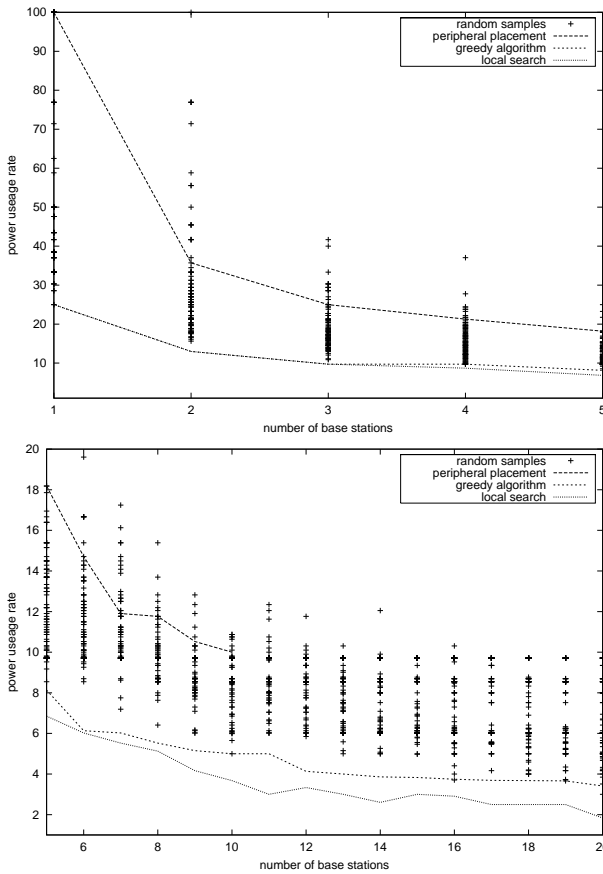 100
90
80
70
60
50
40
30
20
10
1
2
3
4
5
power useage rate
number of base stations
random samples
peripheral placement
greedy algorithm
local search
20
18
16
14
12
10
8
6
4
2
6
8
10
12
14
16
18
20
power useage rate
number of base stations
random samples
peripheral placement
greedy algorithm
local search